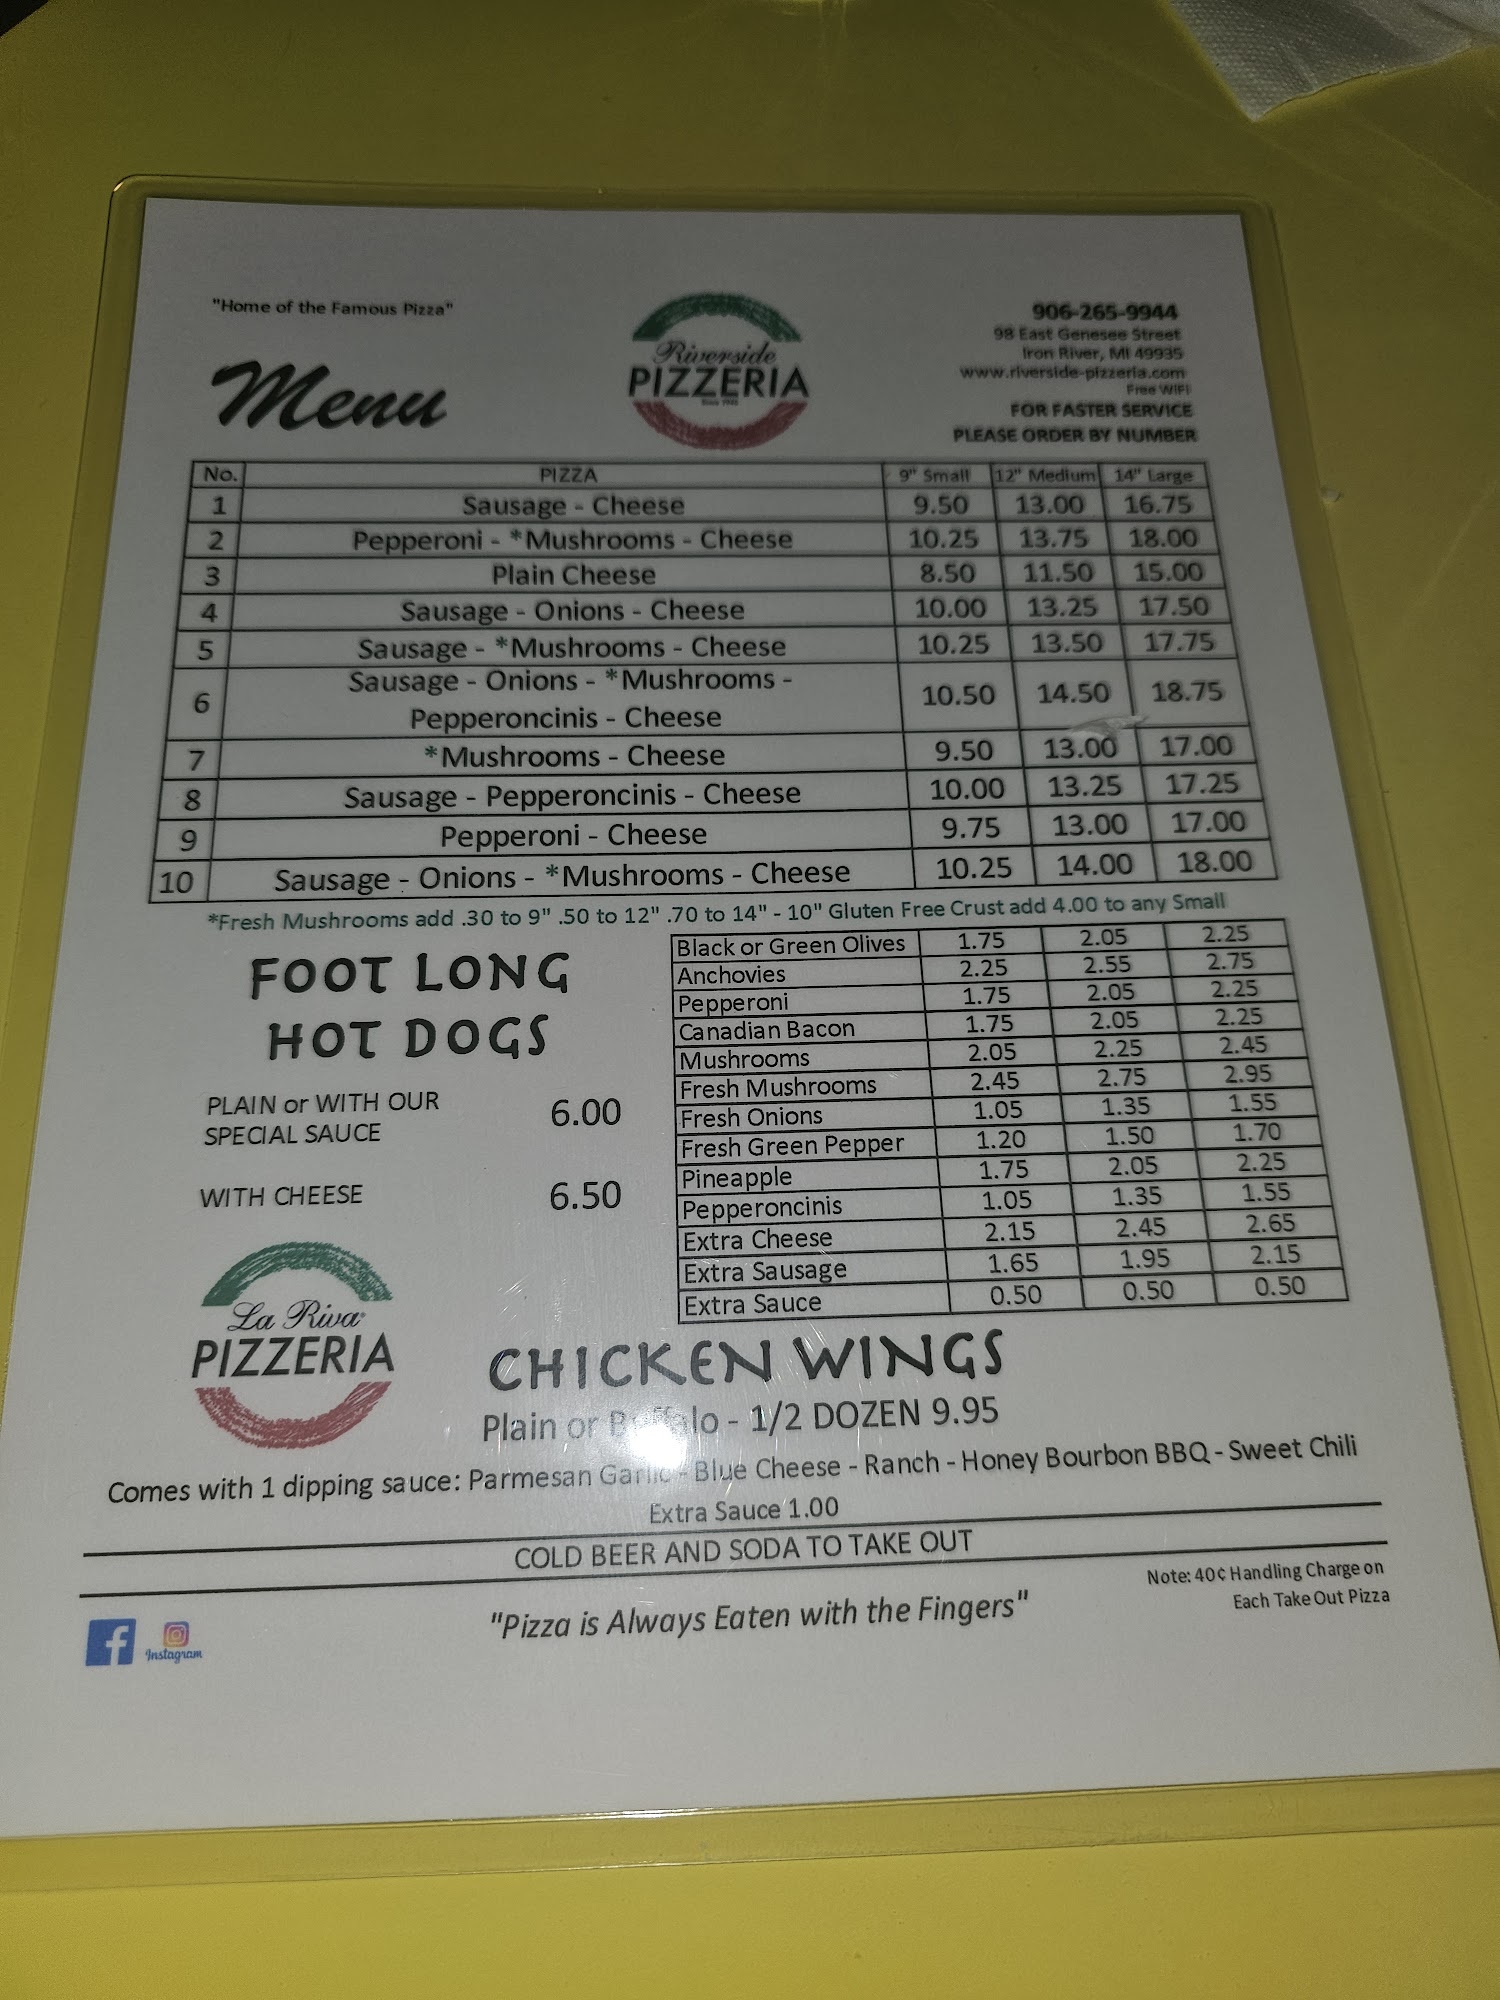 "Home of the Famous Pizza"
Menu
Riverside
PIZZERIA
906-265-9944
98 East Genesee Street
Iron River, MI 49935
www.riverside-pizzeria.com
Free WIFI
FOR FASTER SERVICE
PLEASE ORDER BY NUMBER
No. PIZZA 9" Small 12" Medium 14" Large
1 Sausage - Cheese 9.50 13.00 16.75
2 Pepperoni - *Mushrooms - Cheese 10.25 13.75 18.00
3 Plain Cheese 8.50 11.50 15.00
4 Sausage - Onions - Cheese 10.00 13.25 17.50
5 Sausage - *Mushrooms - Cheese 10.25 13.50 17.75
6 Sausage - Onions - *Mushrooms -
Pepperoncinis - Cheese 10.50 14.50 18.75
7 *Mushrooms - Cheese 9.50 13.00 17.00
8 Sausage - Pepperoncinis - Cheese 10.00 13.25 17.25
9 Pepperoni - Cheese 9.75 13.00 17.00
10 Sausage - Onions - *Mushrooms - Cheese 10.25 14.00 18.00
*Fresh Mushrooms add .30 to 9" .50 to 12" .70 to 14" - 10" Gluten Free Crust add 4.00 to any Small
FOOT LONG
HOT DOGS
PLAIN or WITH OUR
SPECIAL SAUCE 6.00
WITH CHEESE 6.50
Black or Green Olives 1.75 2.05 2.25
Anchovies 2.25 2.55 2.75
Pepperoni 1.75 2.05 2.25
Canadian Bacon 1.75 2.05 2.25
Mushrooms 2.05 2.25 2.45
Fresh Mushrooms 2.45 2.75 2.95
Fresh Onions 1.05 1.35 1.55
Fresh Green Pepper 1.20 1.50 1.70
Pineapple 1.75 2.05 2.25
Pepperoncinis 1.05 1.35 1.55
Extra Cheese 2.15 2.45 2.65
Extra Sausage 1.65 1.95 2.15
Extra Sauce 0.50 0.50 0.50
La Riva
PIZZERIA
CHICKEN WINGS
Plain or Buffalo - 1/2 DOZEN 9.95
Comes with 1 dipping sauce: Parmesan Garlic - Blue Cheese - Ranch - Honey Bourbon BBQ - Sweet Chili
Extra Sauce 1.00
COLD BEER AND SODA TO TAKE OUT
Note: 40¢ Handling Charge on
Each Take Out Pizza
"Pizza is Always Eaten with the Fingers"
f
Instagram